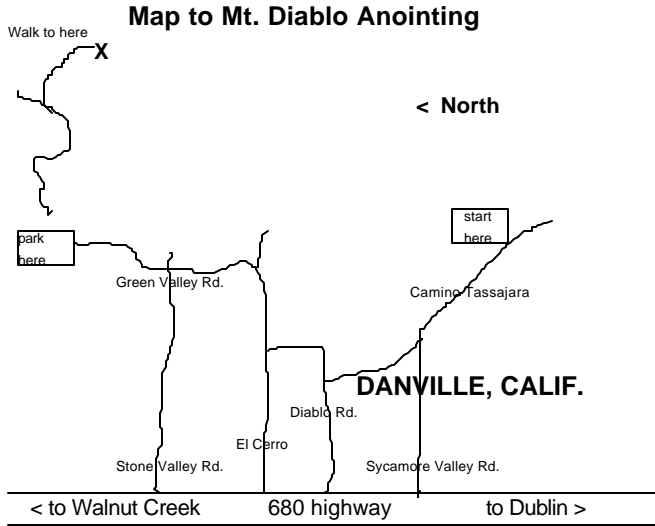 Map to Mt. Diablo Anointing
Walk to here
X
< North
start
here
park
here
Green Valley Rd.
Camino Tassajara
DANVILLE, CALIF.
Diablo Rd.
El Cerro
Stone Valley Rd.
Sycamore Valley Rd.
< to Walnut Creek
680 highway
to Dublin >